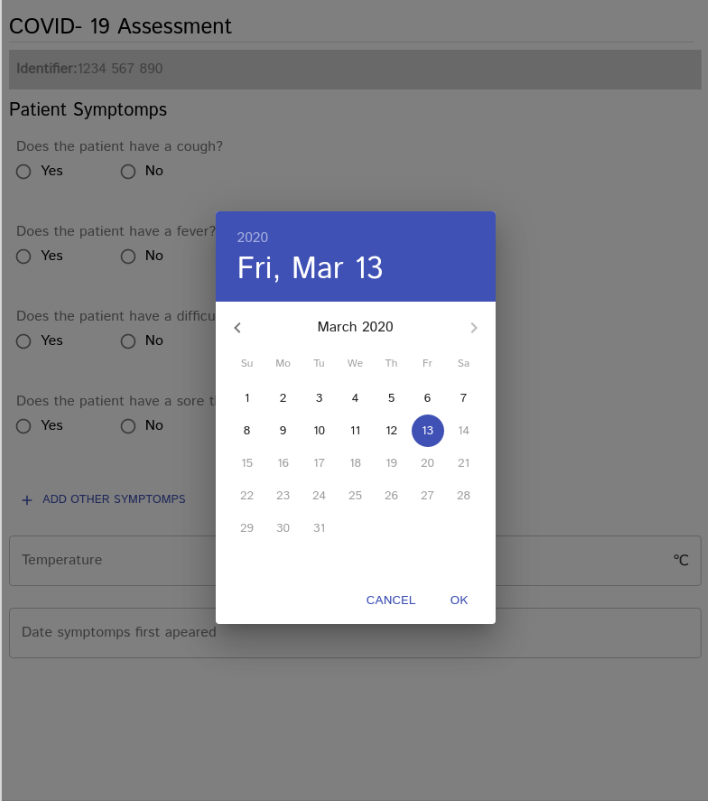 COVID- 19 Assessment
Identifier:1234 567 890
Patient Symptomps
Does the patient have a cough?
Yes No
Does the patient have a fever?
Yes No
Does the patient have a
Yes No
Does the patient have a sore
Yes No
+ ADD OTHER SYMPTOMPS
Temperature °C
Date symptomps first apeared
2020
Fri, Mar 13
March 2020
Su Mo Tu We Th Fr Sa
1 2 3 4 5 6 7
8 9 10 11 12 13 14
15 16 17 18 19 20 21
22 23 24 25 26 27 28
29 30 31
CANCEL OK